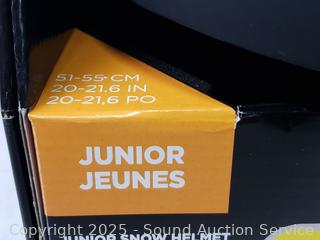 51-55 CM
20-21.6 IN
20-21,6 PO
JUNIOR
JEUNES
JUNIOR SNOW HELMET
Copyright 2025 - Sound Auction Service